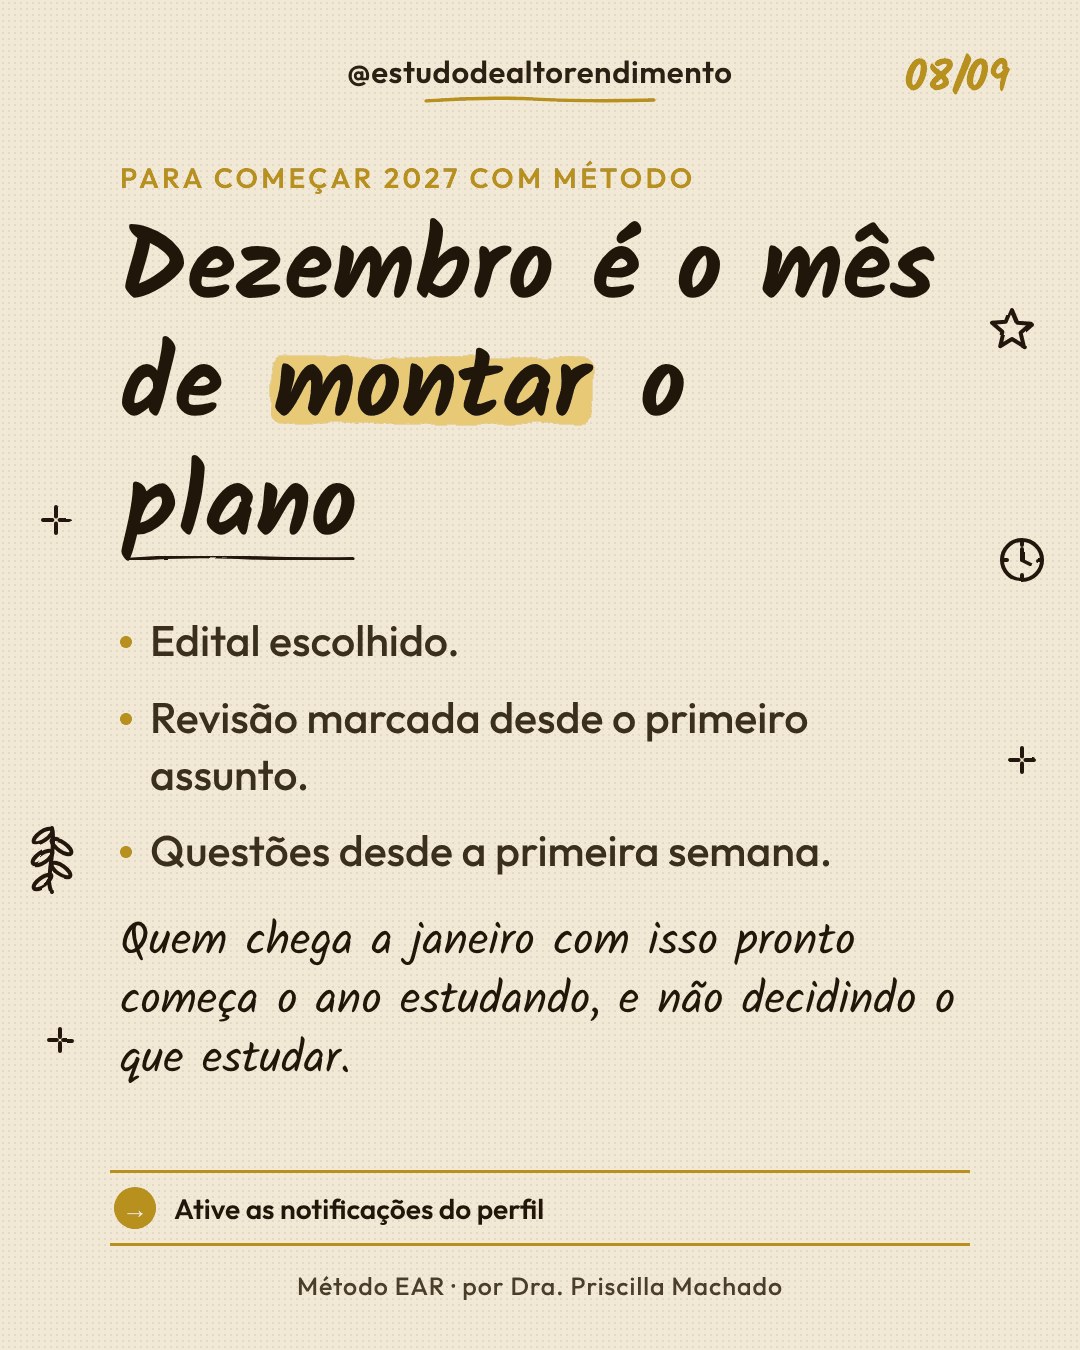 @estudodealtorendimento
08/09
PARA COMEÇAR 2027 COM MÉTODO
Dezembro é o mês
de montar o
plano
• Edital escolhido.
• Revisão marcada desde o primeiro
assunto.
• Questões desde a primeira semana.
Quem chega a janeiro com isso pronto
começa o ano estudando, e não decidindo o
que estudar.
→ Ative as notificações do perfil
Método EAR · por Dra. Priscilla Machado